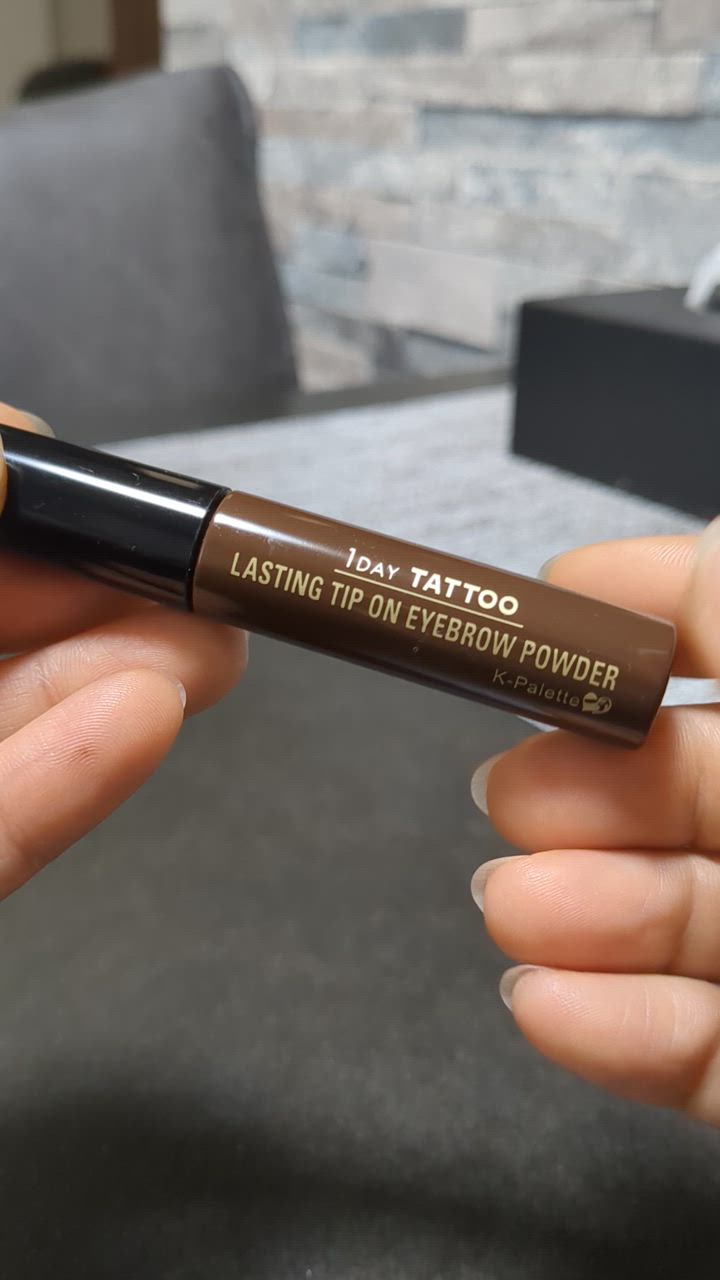 1DAY TATTOO
LASTING TIP ON EYEBROW POWDER
K-Palette